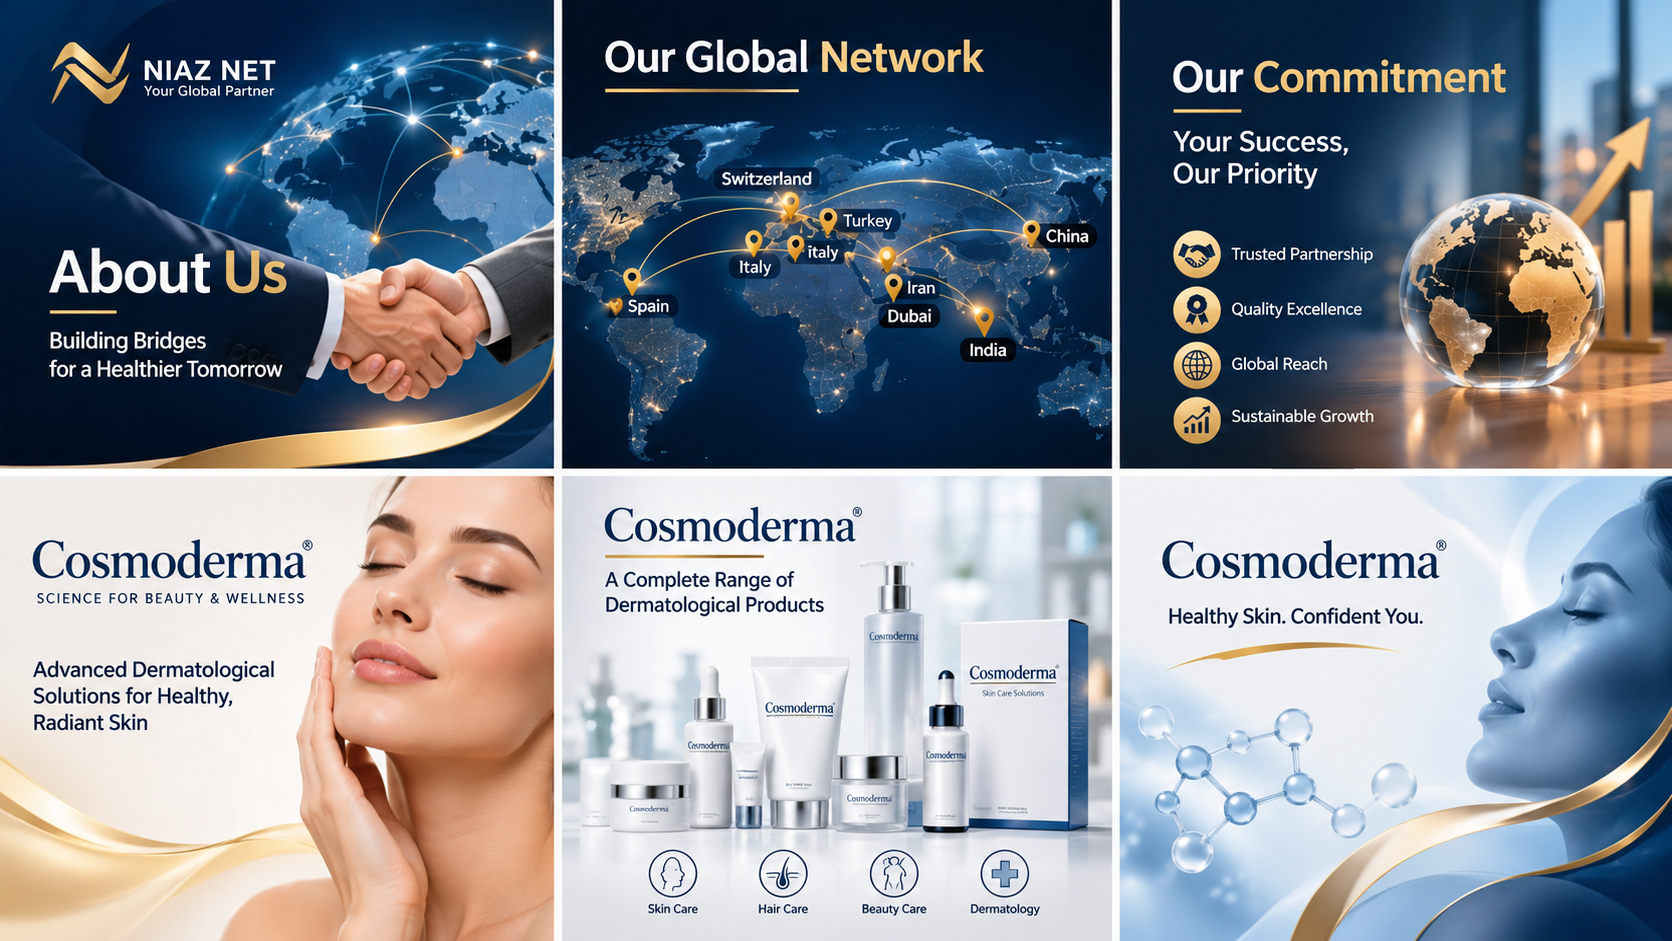 NIAZ NET
Your Global Partner
About Us
Building Bridges
for a Healthier Tomorrow
Our Global Network
Switzerland
Turkey
China
italy
Italy
Iran
Spain
Dubai
India
Our Commitment
Your Success,
Our Priority
Trusted Partnership
Quality Excellence
Global Reach
Sustainable Growth
Cosmoderma®
SCIENCE FOR BEAUTY & WELLNESS
Advanced Dermatological
Solutions for Healthy,
Radiant Skin
Cosmoderma®
A Complete Range of
Dermatological Products
Cosmoderma
Cosmoderma
Skin Care Solutions
Cosmoderma
Cosmoderma
Cosmoderma
Cosmoderma
Cosmoderma
Skin Care
Hair Care
Beauty Care
Dermatology
Cosmoderma®
Healthy Skin. Confident You.